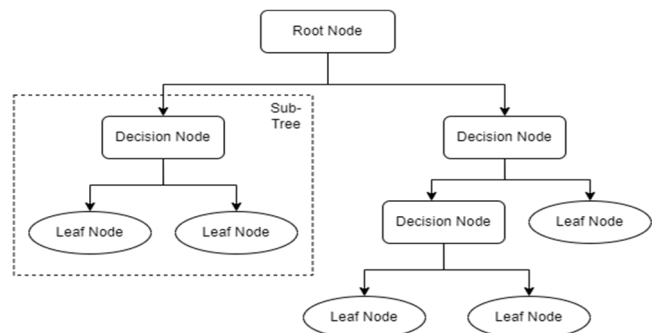 Root Node
Sub-
Tree
Decision Node
Decision Node
Leaf Node
Leaf Node
Decision Node
Leaf Node
Leaf Node
Leaf Node